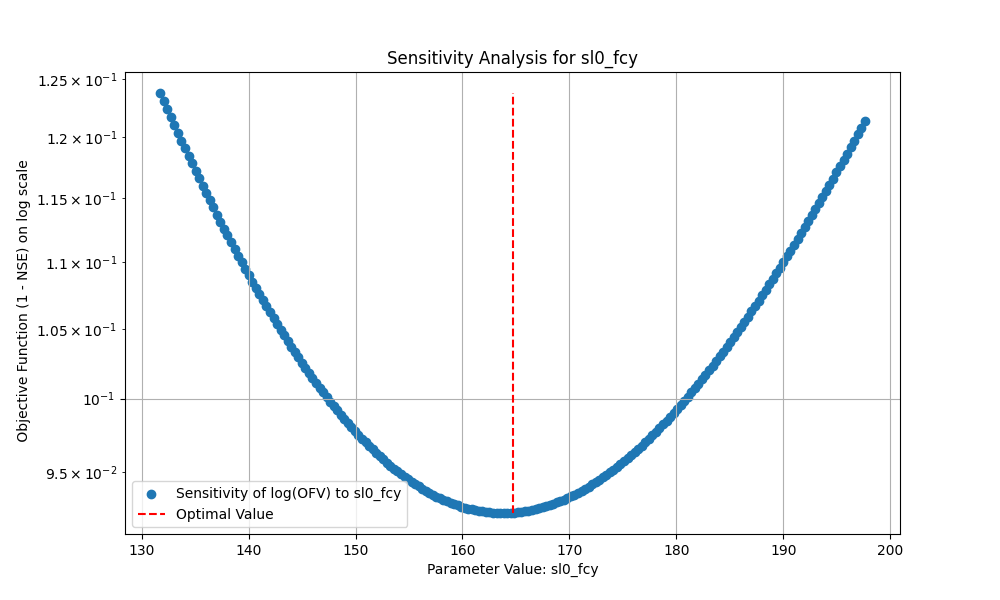 Sensitivity Analysis for sl0_fcy
Objective Function (1 - NSE) on log scale
1.25 × 10⁻¹
1.2 × 10⁻¹
1.15 × 10⁻¹
1.1 × 10⁻¹
1.05 × 10⁻¹
10⁻¹
9.5 × 10⁻²
Sensitivity of log(OFV) to sl0_fcy
Optimal Value
130 140 150 160 170 180 190 200
Parameter Value: sl0_fcy